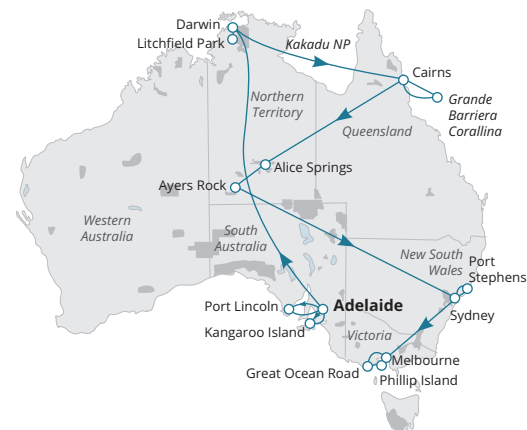 Darwin
Litchfield Park
Kakadu NP
Cairns
Northern
Territory
Grande
Barriera
Corallina
Queensland
Alice Springs
Ayers Rock
Western
Australia
South
Australia
New South
Wales
Port
Stephens
Port Lincoln
Adelaide
Sydney
Kangaroo Island
Victoria
Melbourne
Great Ocean Road
Phillip Island